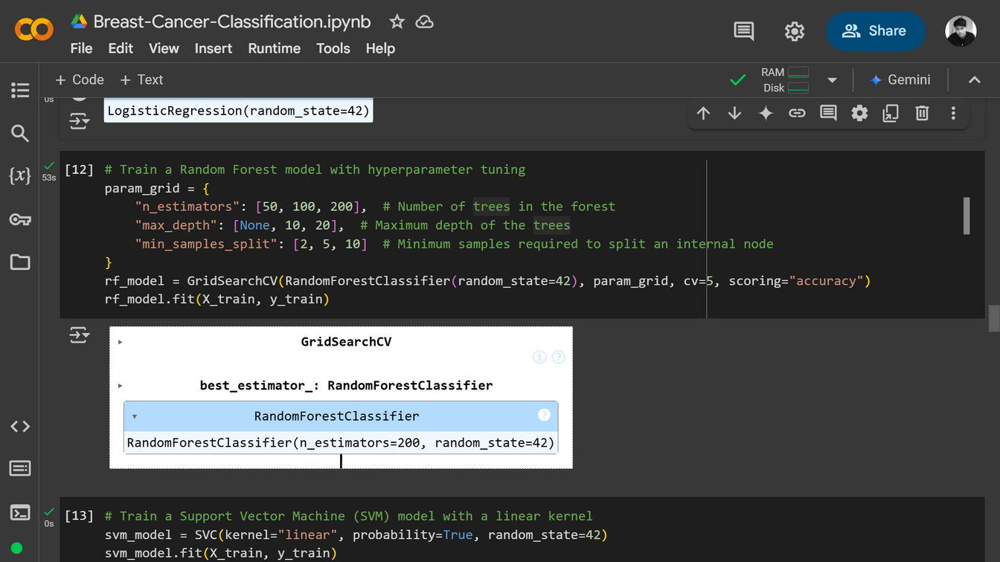 Breast-Cancer-Classification.ipynb
File Edit View Insert Runtime Tools Help
Share
+ Code + Text
RAM
Disk
Gemini
0s
LogisticRegression(random_state=42)
53s
[12] # Train a Random Forest model with hyperparameter tuning
param_grid = {
"n_estimators": [50, 100, 200], # Number of trees in the forest
"max_depth": [None, 10, 20], # Maximum depth of the trees
"min_samples_split": [2, 5, 10] # Minimum samples required to split an internal node
}
rf_model = GridSearchCV(RandomForestClassifier(random_state=42), param_grid, cv=5, scoring="accuracy")
rf_model.fit(X_train, y_train)
GridSearchCV
best_estimator_: RandomForestClassifier
RandomForestClassifier
RandomForestClassifier(n_estimators=200, random_state=42)
0s
[13] # Train a Support Vector Machine (SVM) model with a linear kernel
svm_model = SVC(kernel="linear", probability=True, random_state=42)
svm_model.fit(X_train, y_train)